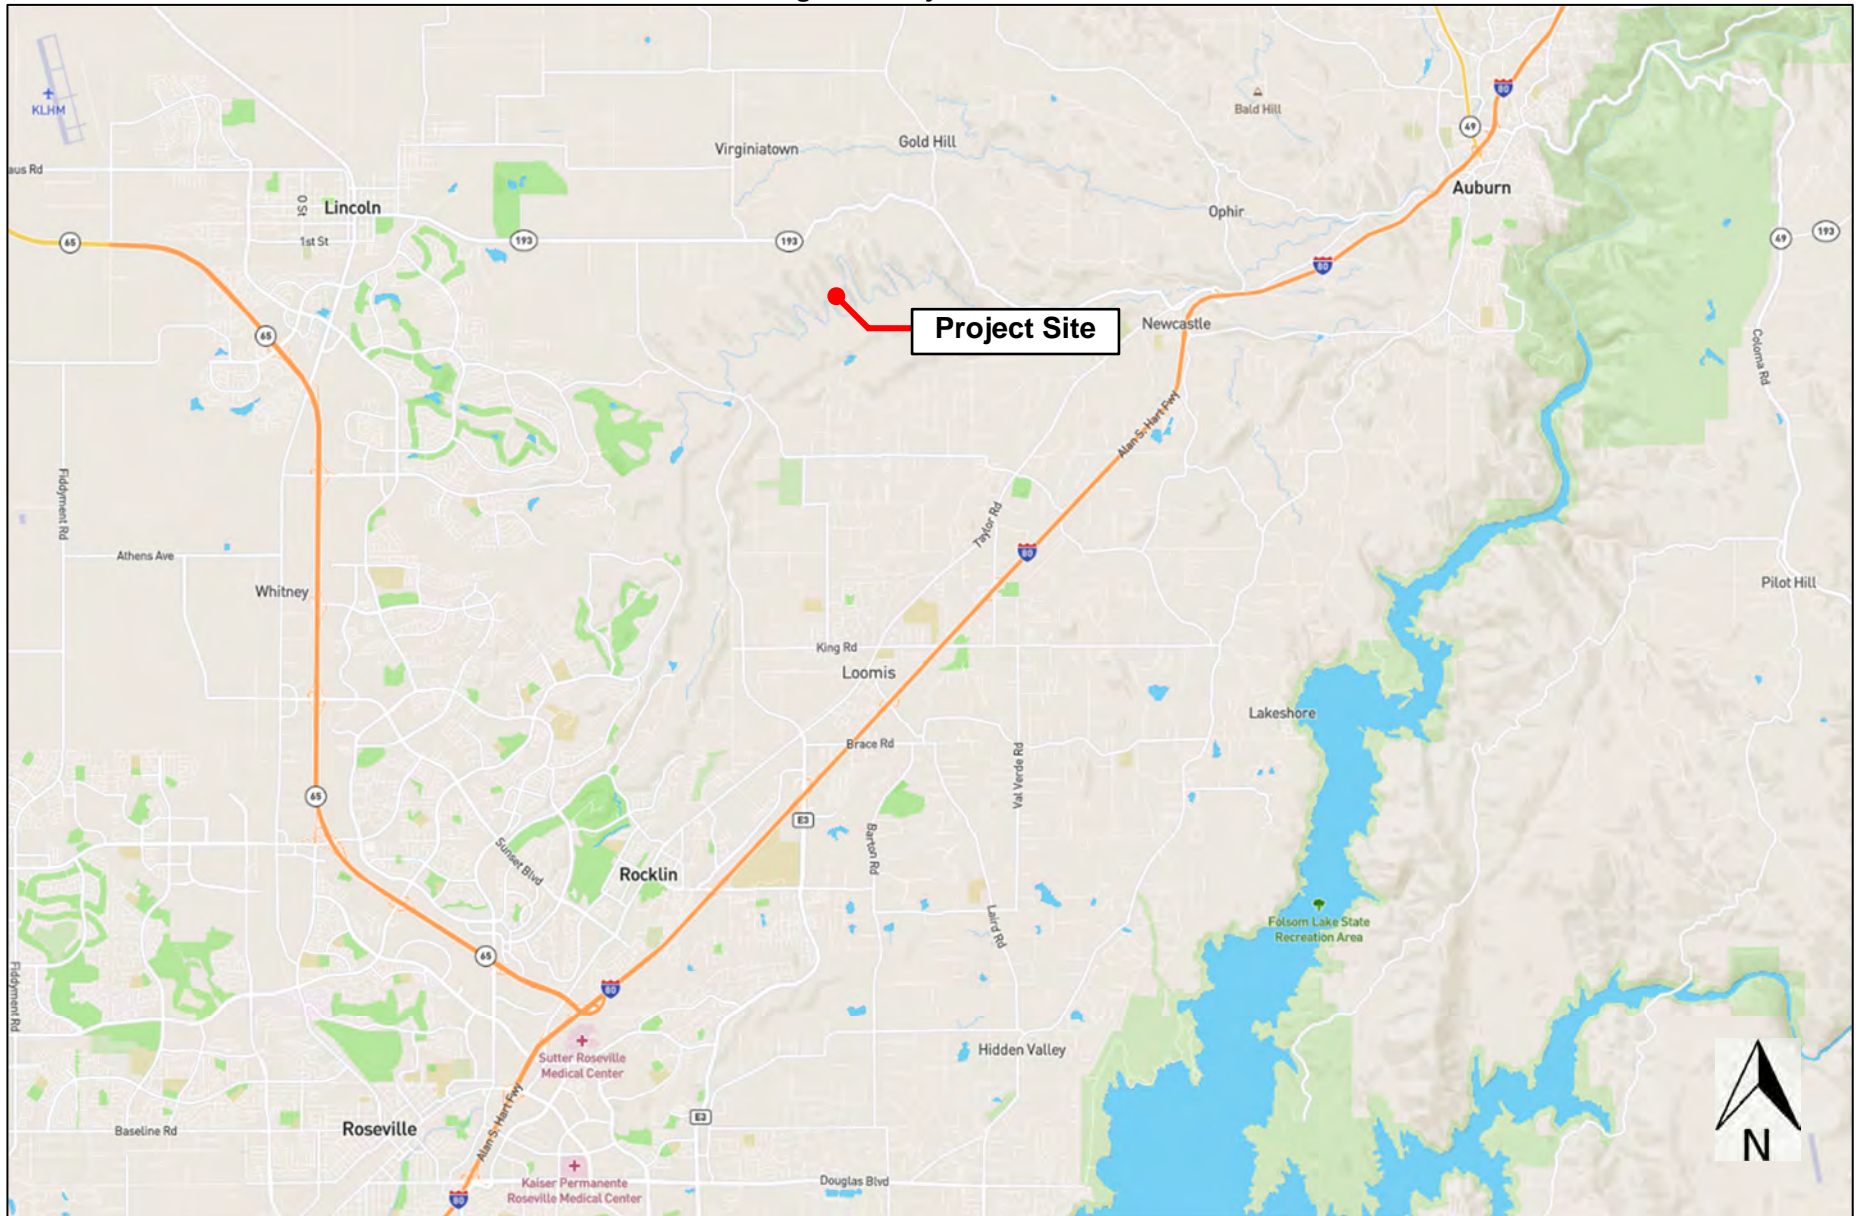 KLHM
Bald Hill
80
49
Gold Hill
Virginiatown
aus Rd
Auburn
O St
Lincoln
Ophir
193
49
1st St
65
193
193
80
Project Site
Newcastle
65
Coloma Rd
Alan S. Hart Fwy
Fiddyment Rd
Taylor Rd
80
Athens Ave
Pilot Hill
Whitney
King Rd
Loomis
Lakeshore
Brace Rd
Val Verde Rd
65
E3
Barton Rd
Sunset Blvd
Rocklin
Folsom Lake State
Recreation Area
Laird Rd
65
Fiddyment Rd
80
Hidden Valley
Sutter Roseville
Medical Center
Alan S. Hart Fwy
E3
Baseline Rd
Roseville
N
Kaiser Permanente
Roseville Medical Center
Douglas Blvd
80